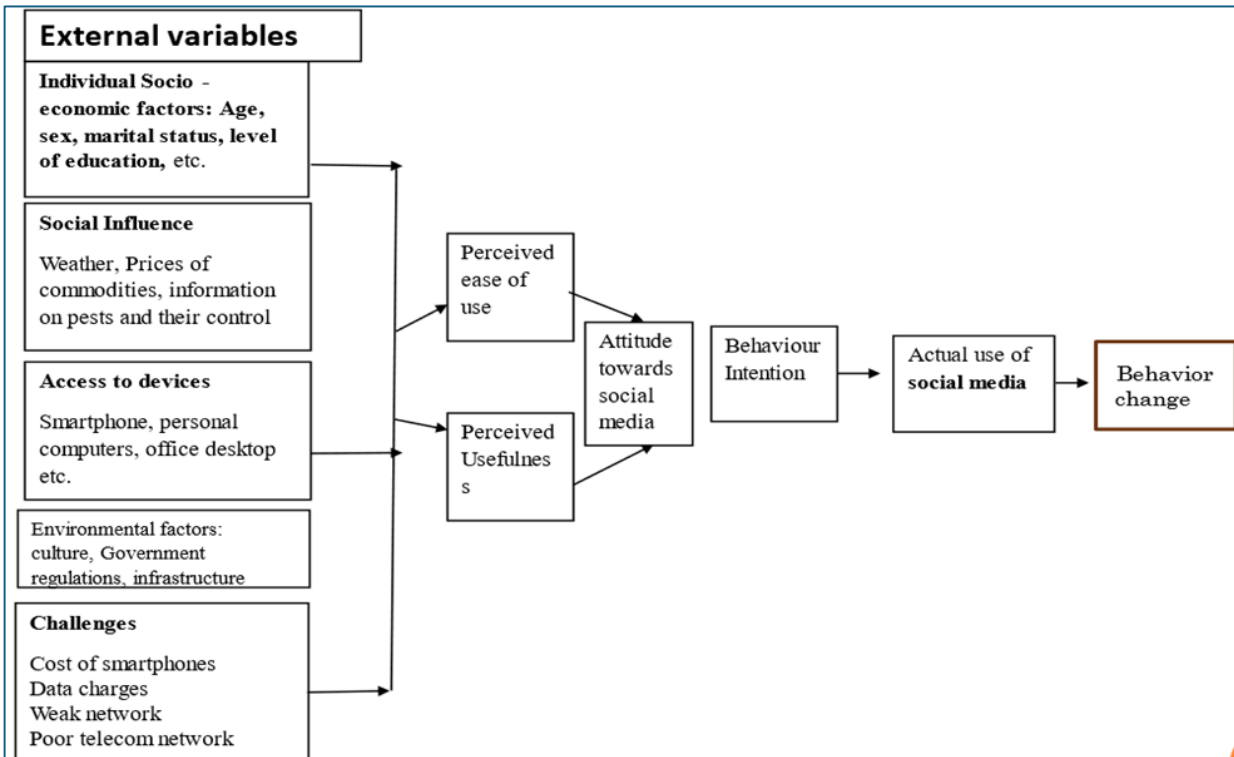 External variables
Individual Socio -
economic factors: Age,
sex, marital status, level
of education, etc.
Social Influence
Weather, Prices of
commodities, information
on pests and their control
Access to devices
Smartphone, personal
computers, office desktop
etc.
Environmental factors:
culture, Government
regulations, infrastructure
Challenges
Cost of smartphones
Data charges
Weak network
Poor telecom network
Perceived
ease of
use
Perceived
Usefulnes
s
Attitude
towards
social
media
Behaviour
Intention
Actual use of
social media
Behavior
change